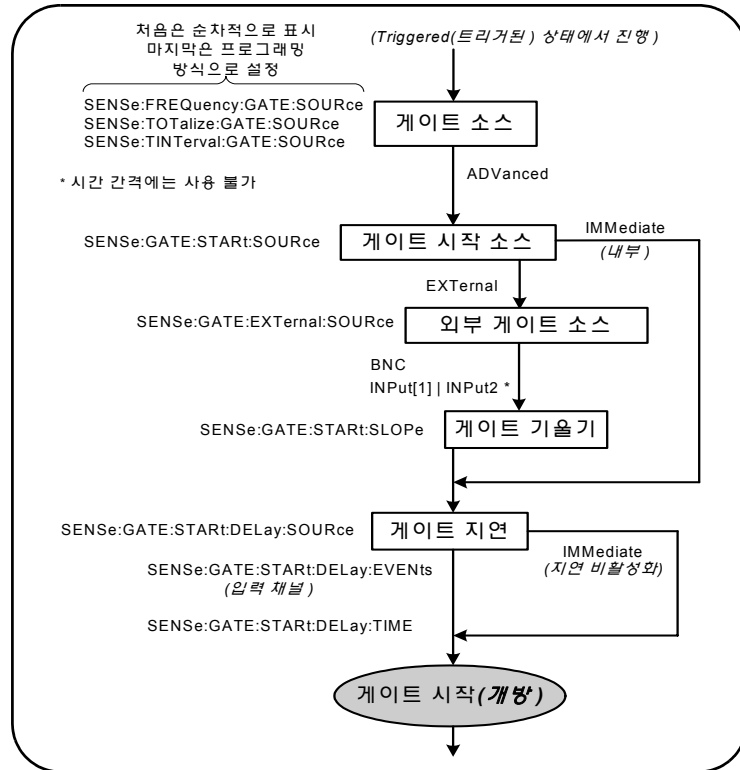 처음은 순차적으로 표시
마지막은 프로그래밍
방식으로 설정
(Triggered(트리거된) 상태에서 진행)
SENSe:FREQuency:GATE:SOURce
SENSe:TOTalize:GATE:SOURce
SENSe:TINTerval:GATE:SOURce
게이트 소스
* 시간 간격에는 사용 불가
ADVanced
SENSe:GATE:STARt:SOURce
게이트 시작 소스
IMMediate
(내부)
EXTernal
SENSe:GATE:EXTernal:SOURce
외부 게이트 소스
BNC
INPut[1] | INPut2 *
SENSe:GATE:STARt:SLOPe
게이트 기울기
SENSe:GATE:STARt:DELay:SOURce
게이트 지연
IMMediate
(지연 비활성화)
SENSe:GATE:STARt:DELay:EVENts
(입력 채널)
SENSe:GATE:STARt:DELay:TIME
게이트 시작(개방)